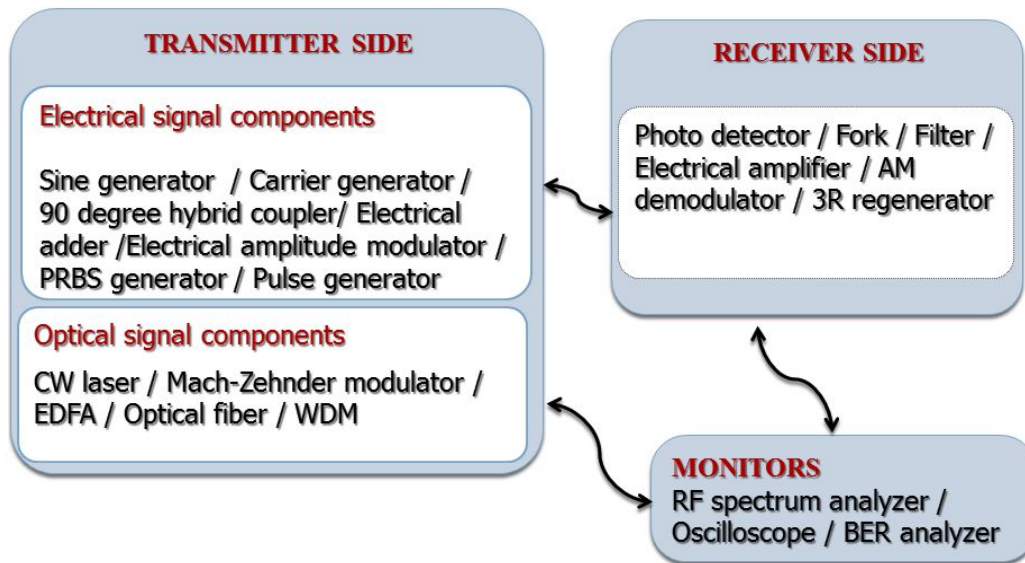 TRANSMITTER SIDE
Electrical signal components
Sine generator / Carrier generator /
90 degree hybrid coupler/ Electrical
adder /Electrical amplitude modulator /
PRBS generator / Pulse generator
Optical signal components
CW laser / Mach-Zehnder modulator /
EDFA / Optical fiber / WDM
RECEIVER SIDE
Photo detector / Fork / Filter /
Electrical amplifier / AM
demodulator / 3R regenerator
MONITORS
RF spectrum analyzer /
Oscilloscope / BER analyzer